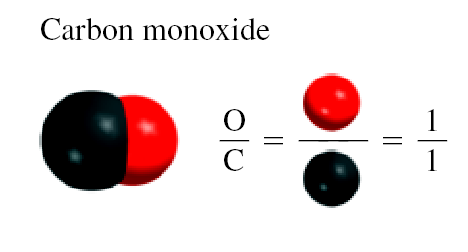 Carbon monoxide
O
C
=
=
1
1